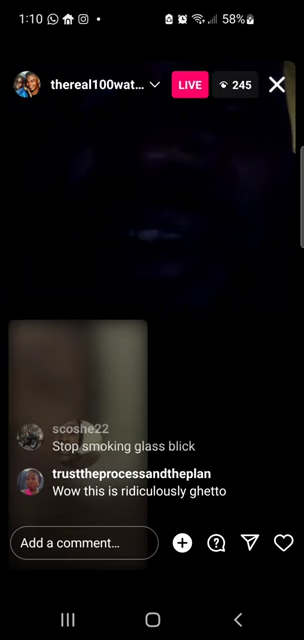 1:10
58%
thereal100wat...
LIVE
245
scoshe22
Stop smoking glass blick
trusttheprocessandtheplan
Wow this is ridiculously ghetto
Add a comment...